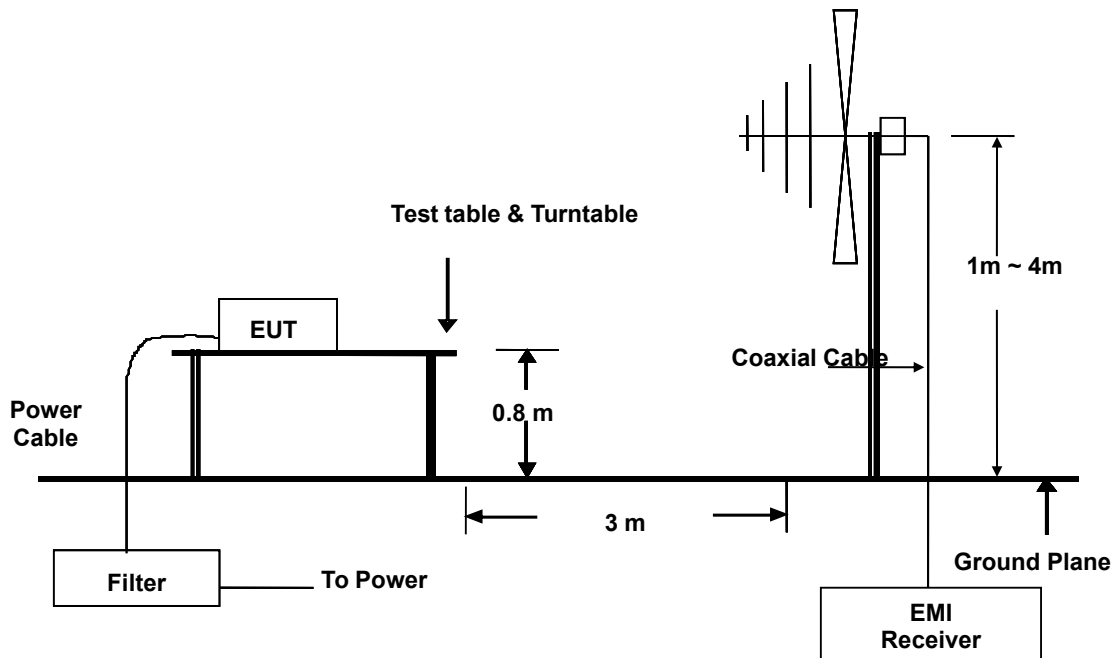 Test table & Turntable
EUT
1m ~ 4m
Coaxial Cable
0.8 m
Power
Cable
3 m
Filter
To Power
Ground Plane
EMI
Receiver